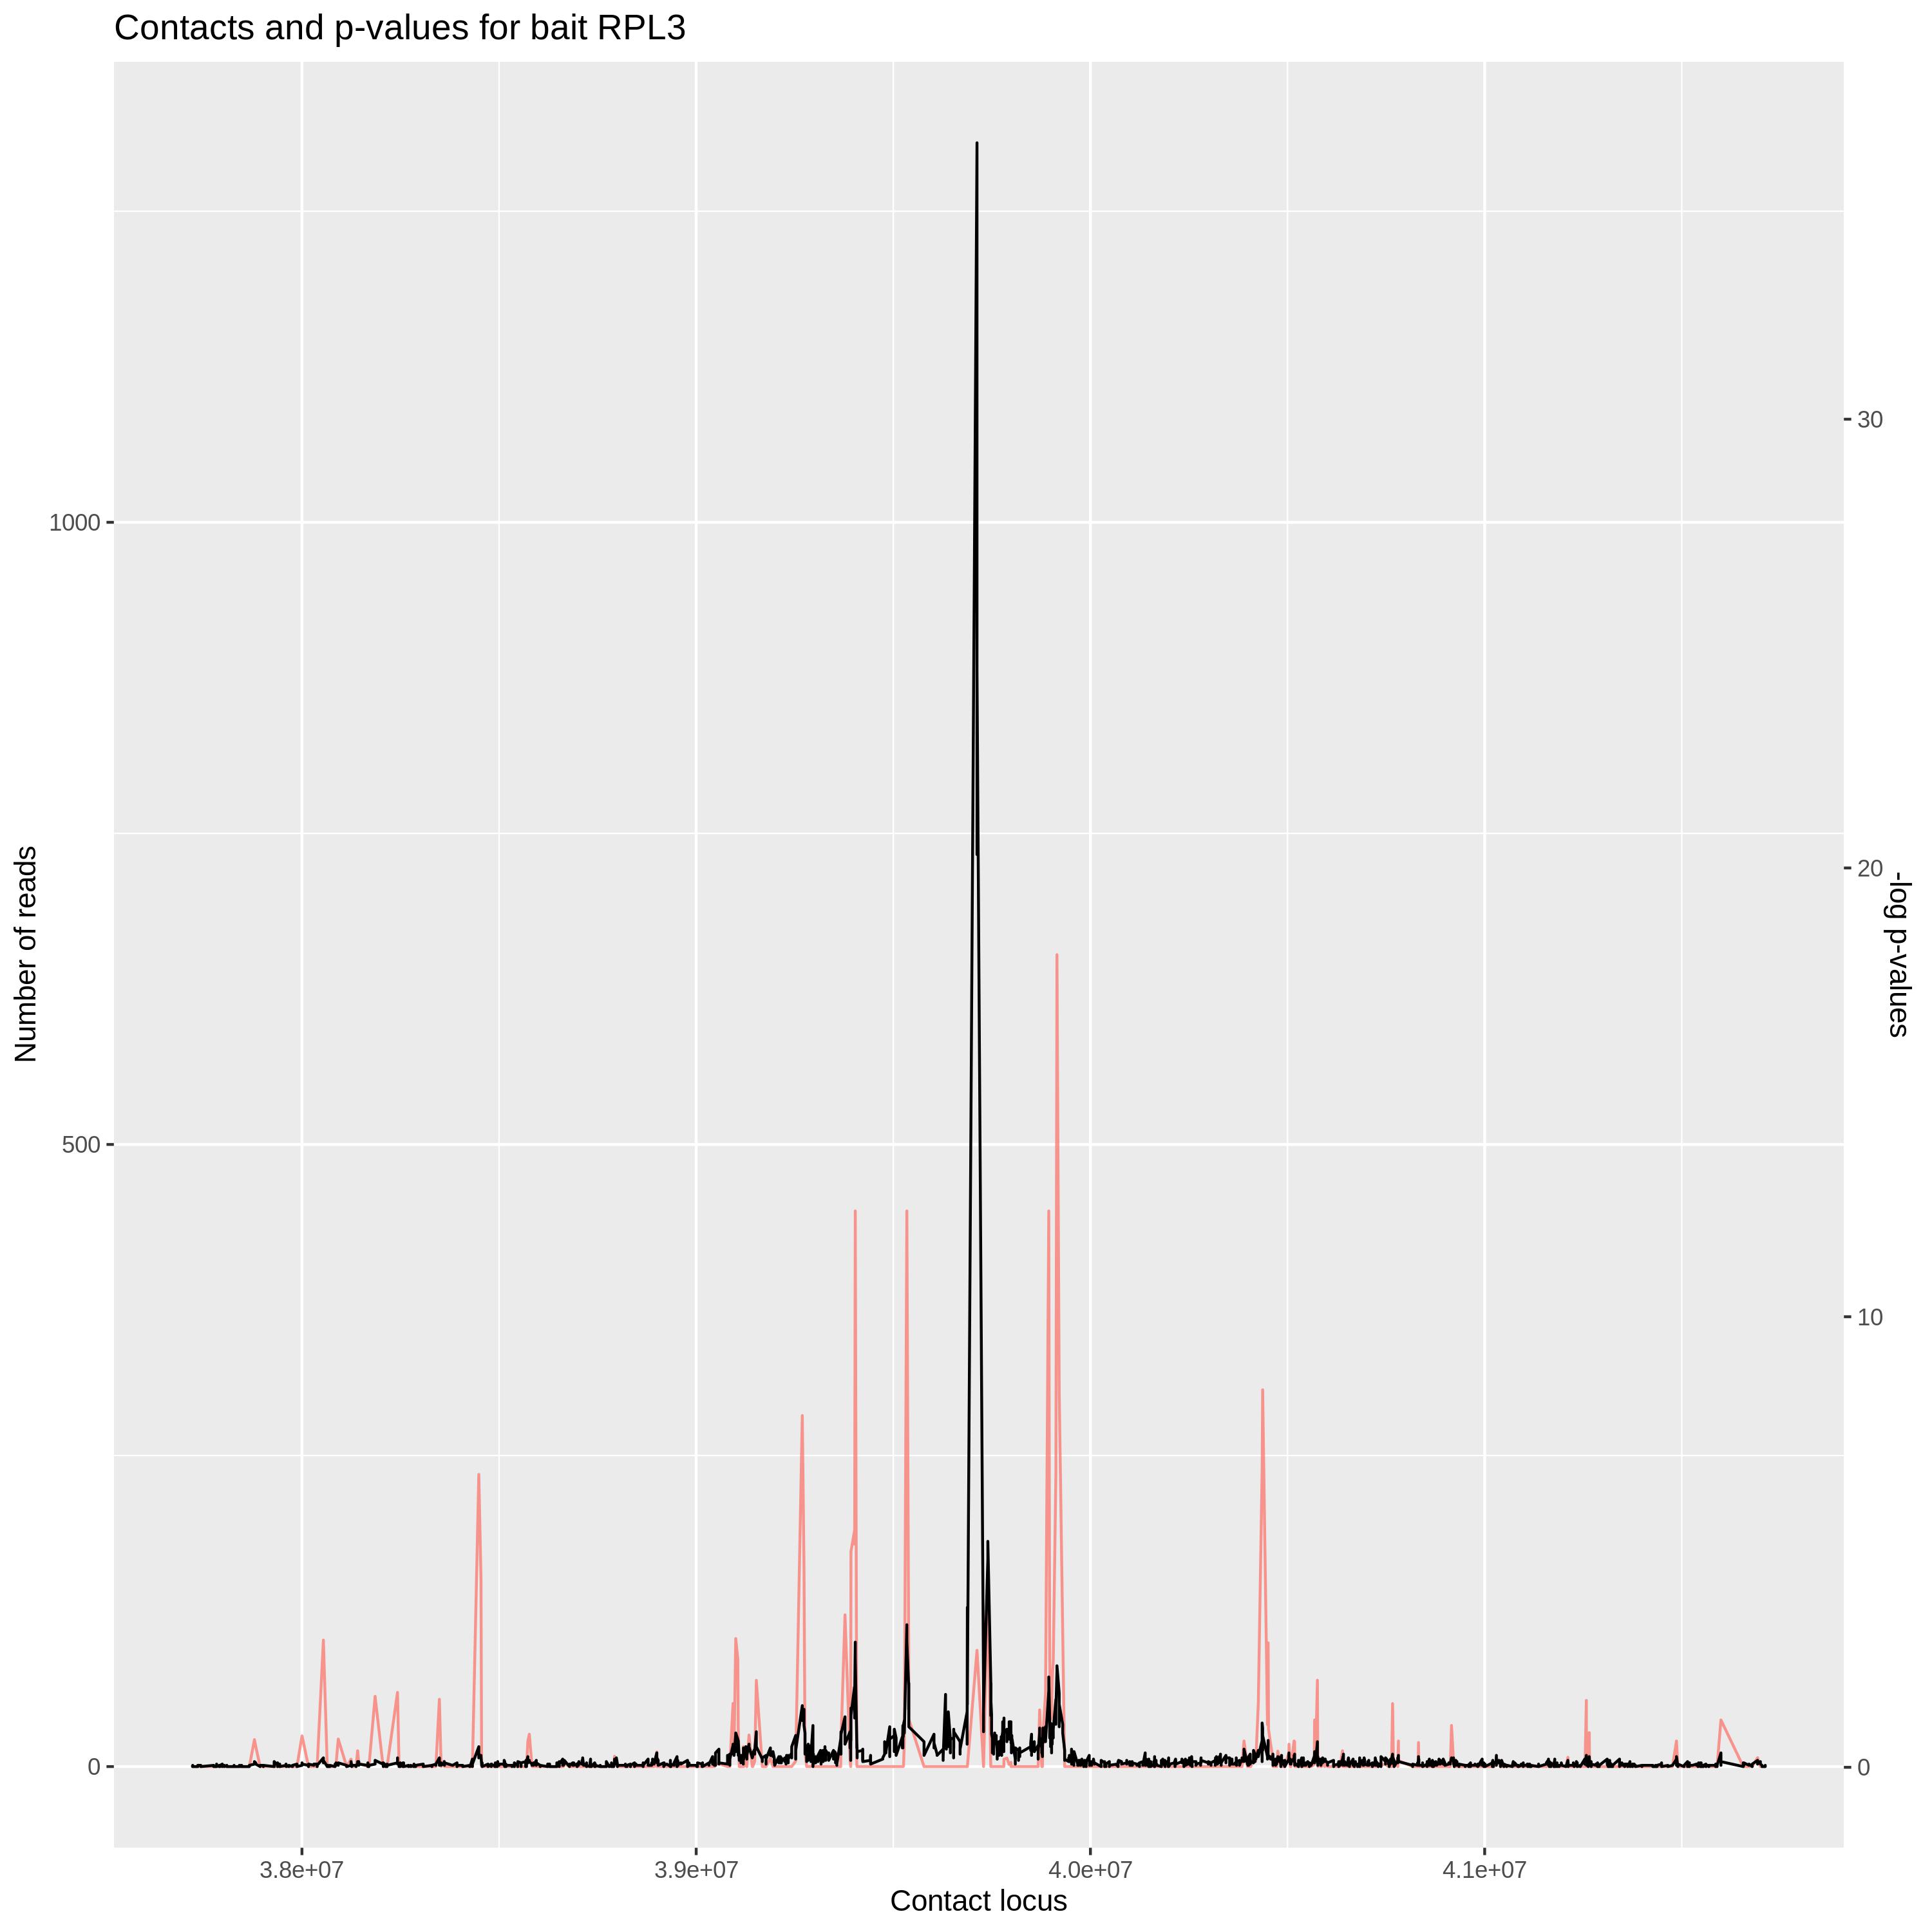 Contacts and p-values for bait RPL3
Number of reads
1000
500
0
30
20
10
0
-log p-values
3.8e+07
3.9e+07
4.0e+07
4.1e+07
Contact locus